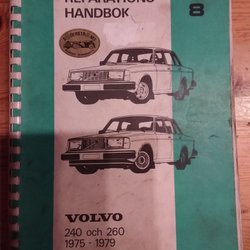 REPARATIONS
HANDBOK
8
VOLVO
240 och 260
1975 - 1979